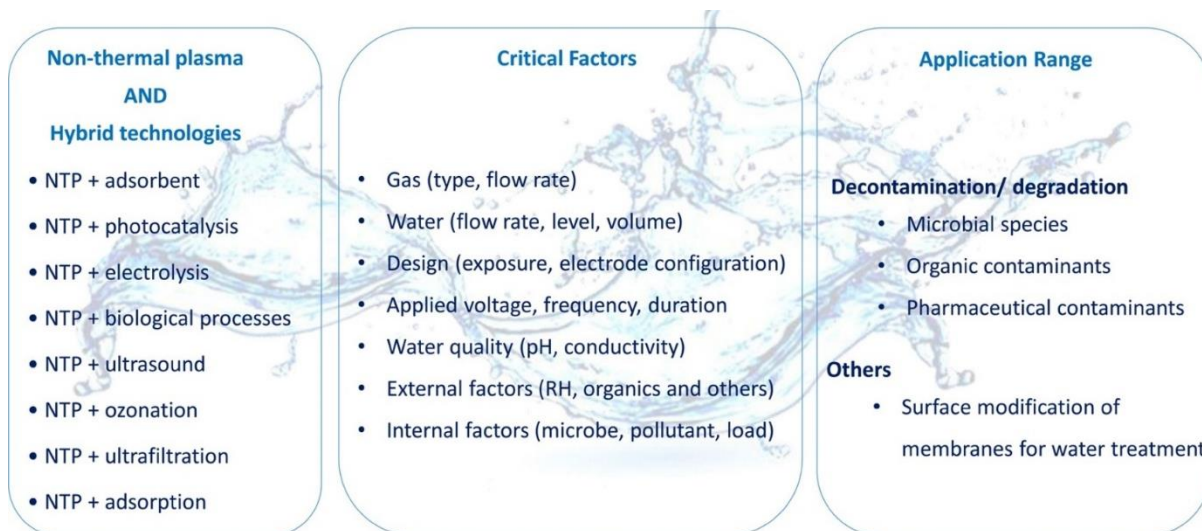 Non-thermal plasma
AND
Hybrid technologies
• NTP + adsorbent
• NTP + photocatalysis
• NTP + electrolysis
• NTP + biological processes
• NTP + ultrasound
• NTP + ozonation
• NTP + ultrafiltration
• NTP + adsorption
Critical Factors
• Gas (type, flow rate)
• Water (flow rate, level, volume)
• Design (exposure, electrode configuration)
• Applied voltage, frequency, duration
• Water quality (pH, conductivity)
• External factors (RH, organics and others)
• Internal factors (microbe, pollutant, load)
Application Range
Decontamination/ degradation
• Microbial species
• Organic contaminants
• Pharmaceutical contaminants
Others
• Surface modification of
membranes for water treatment